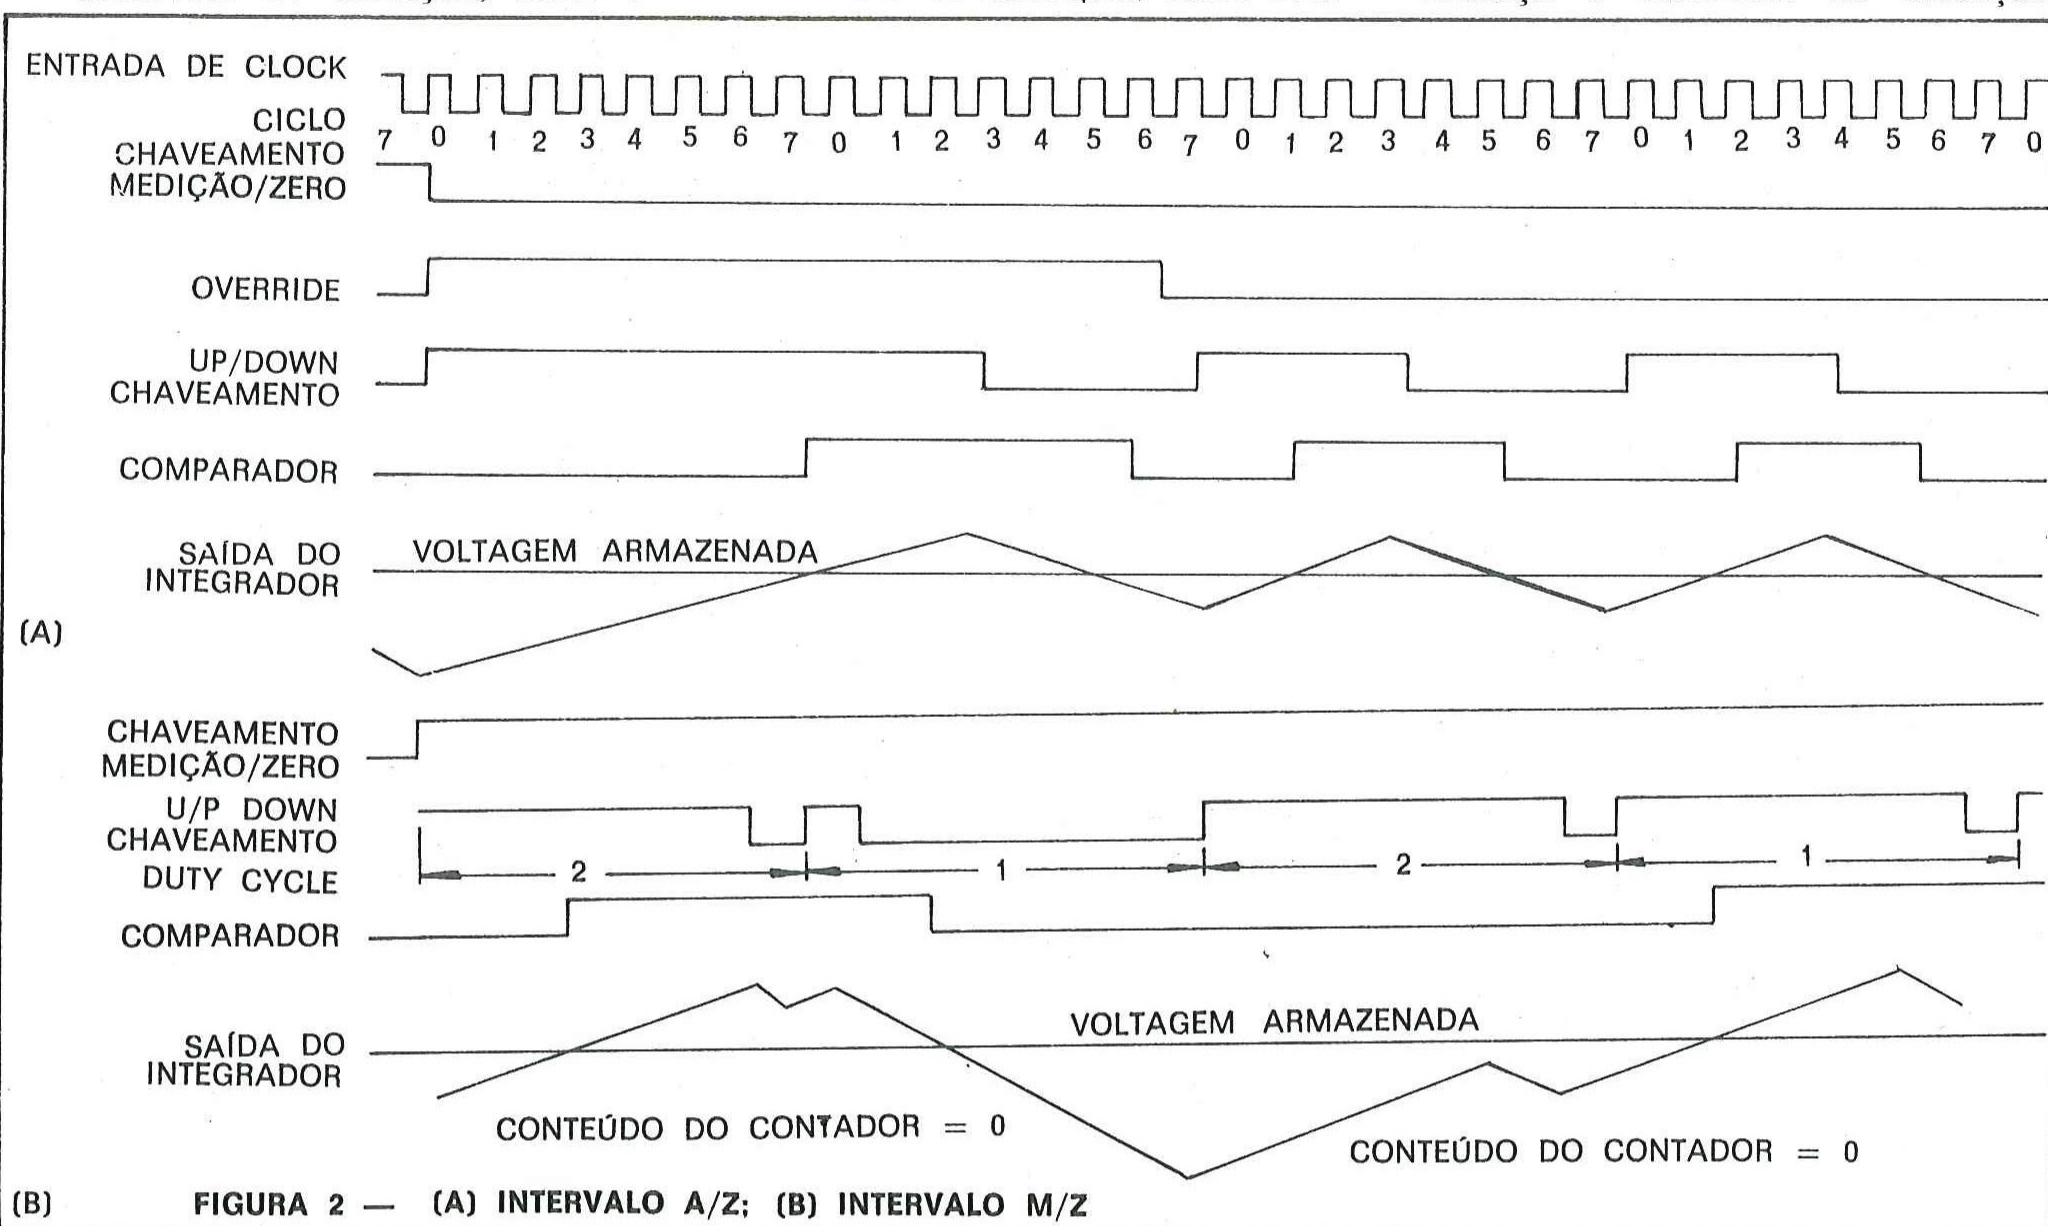 ENTRADA DE CLOCK
CICLO
7 0 1 2 3 4 5 6 7 0 1 2 3 4 5 6 7 0 1 2 3 4 5 6 7 0 1 2 3 4 5 6 7 0
CHAVEAMENTO
MEDIÇÃO/ZERO
OVERRIDE
UP/DOWN
CHAVEAMENTO
COMPARADOR
SAÍDA DO
INTEGRADOR
VOLTAGEM ARMAZENADA
(A)
CHAVEAMENTO
MEDIÇÃO/ZERO
U/P DOWN
CHAVEAMENTO
DUTY CYCLE
2 1 2 1
COMPARADOR
SAÍDA DO
INTEGRADOR
VOLTAGEM ARMAZENADA
CONTEÚDO DO CONTADOR = 0
CONTEÚDO DO CONTADOR = 0
(B) FIGURA 2 — (A) INTERVALO A/Z; (B) INTERVALO M/Z